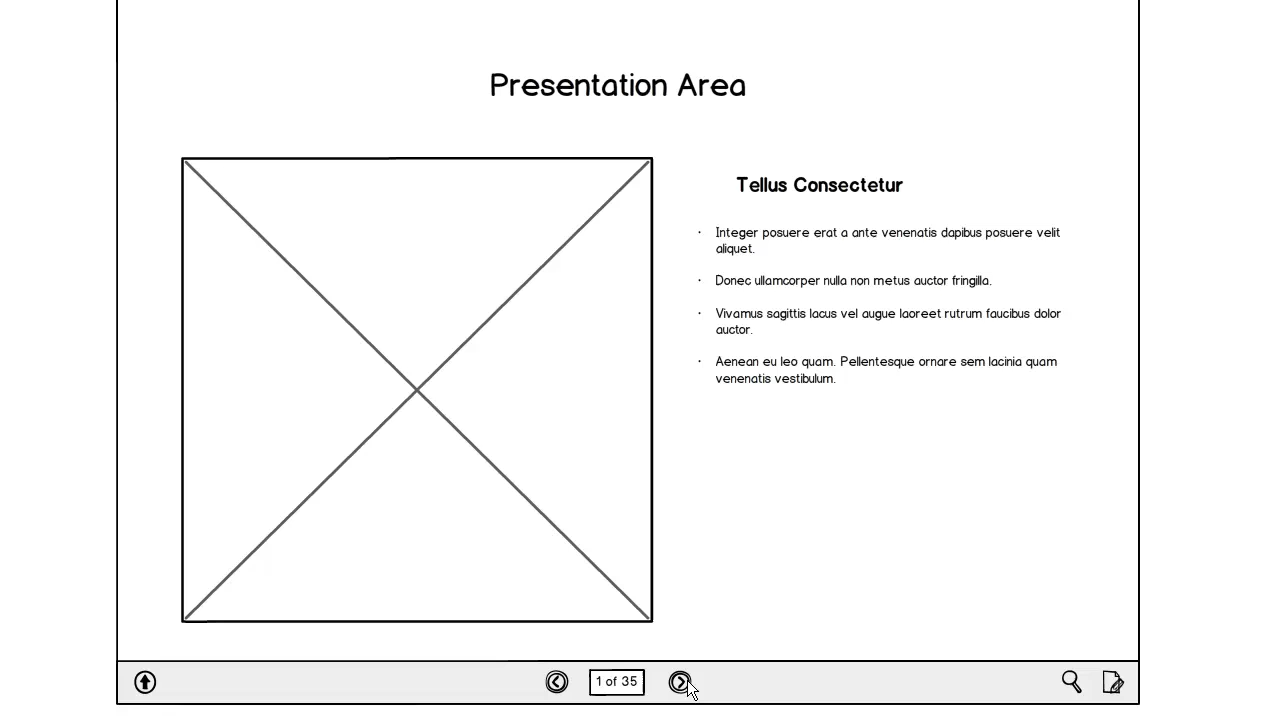 Presentation Area
Tellus Consectetur
· Integer posuere erat a ante venenatis dapibus posuere velit
aliquet.
· Donec ullamcorper nulla non metus auctor fringilla.
· Vivamus sagittis lacus vel augue laoreet rutrum faucibus dolor
auctor.
· Aenean eu leo quam. Pellentesque ornare sem lacinia quam
venenatis vestibulum.
1 of 35